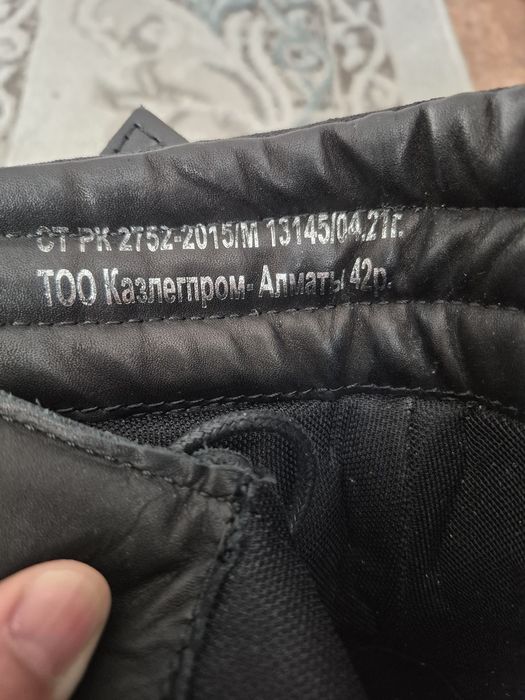 СТ РК 2752-2015/М 13145/04.21г.
ТОО Казлегпром- Алматы 42р.